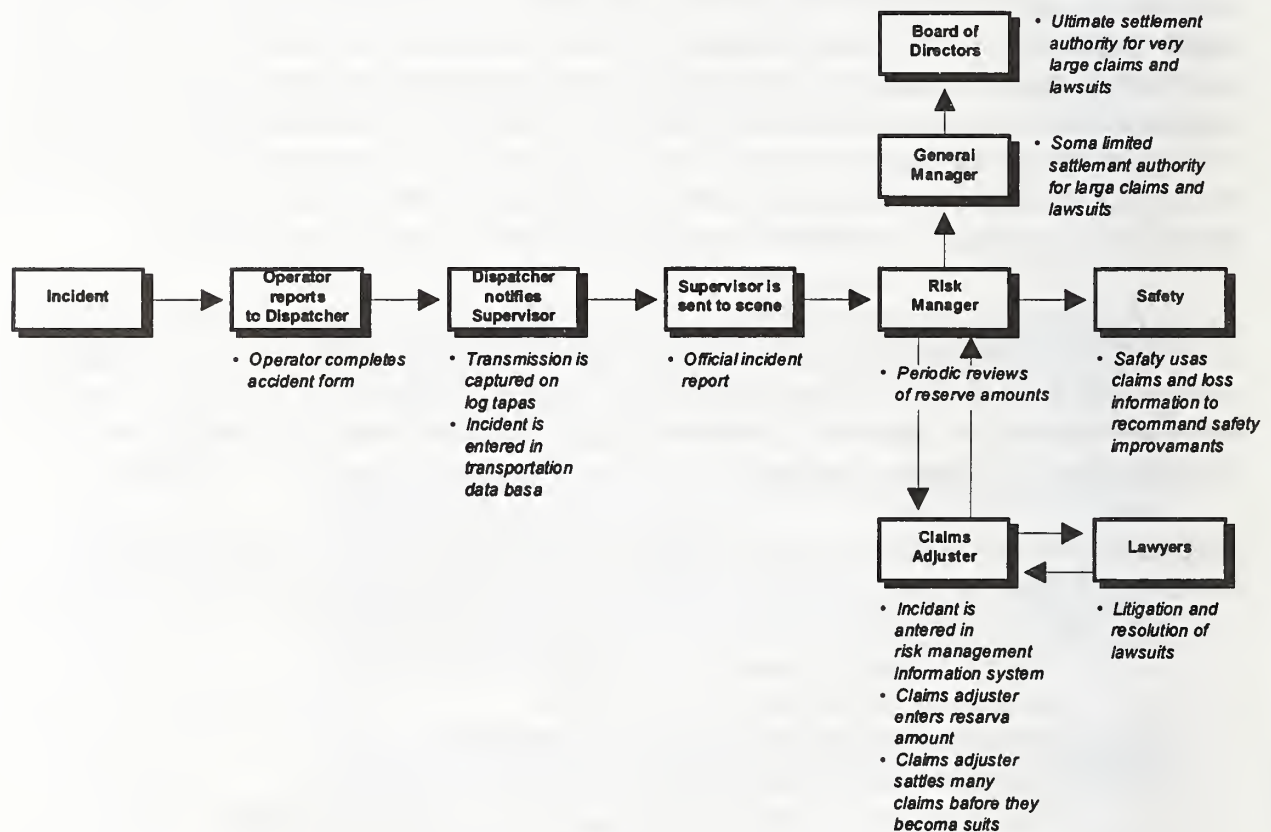 Board of
Directors
• Ultimate settlement
authority for very
large claims and
lawsuits
General
Manager
• Soma limited
sattlemant authority
for larga claims and
lawsuits
Incident
Operator
reports
to Dispatcher
• Operator completes
accident form
Dispatcher
notifies
Supervisor
• Transmission is
captured on
log tapas
• Incident is
entered in
transportation
data basa
Supervisor is
sent to scene
• Official incident
report
Risk
Manager
• Periodic reviews
of reserve amounts
Safety
• Safaty usas
claims and loss
information to
recommand safety
improvamants
Claims
Adjuster
• Incidant is
antered in
risk management
Information system
• Claims adjuster
enters resarva
amount
• Claims adjuster
sattles many
claims bafore they
becoma suits
Lawyers
• Litigation and
resolution of
lawsuits